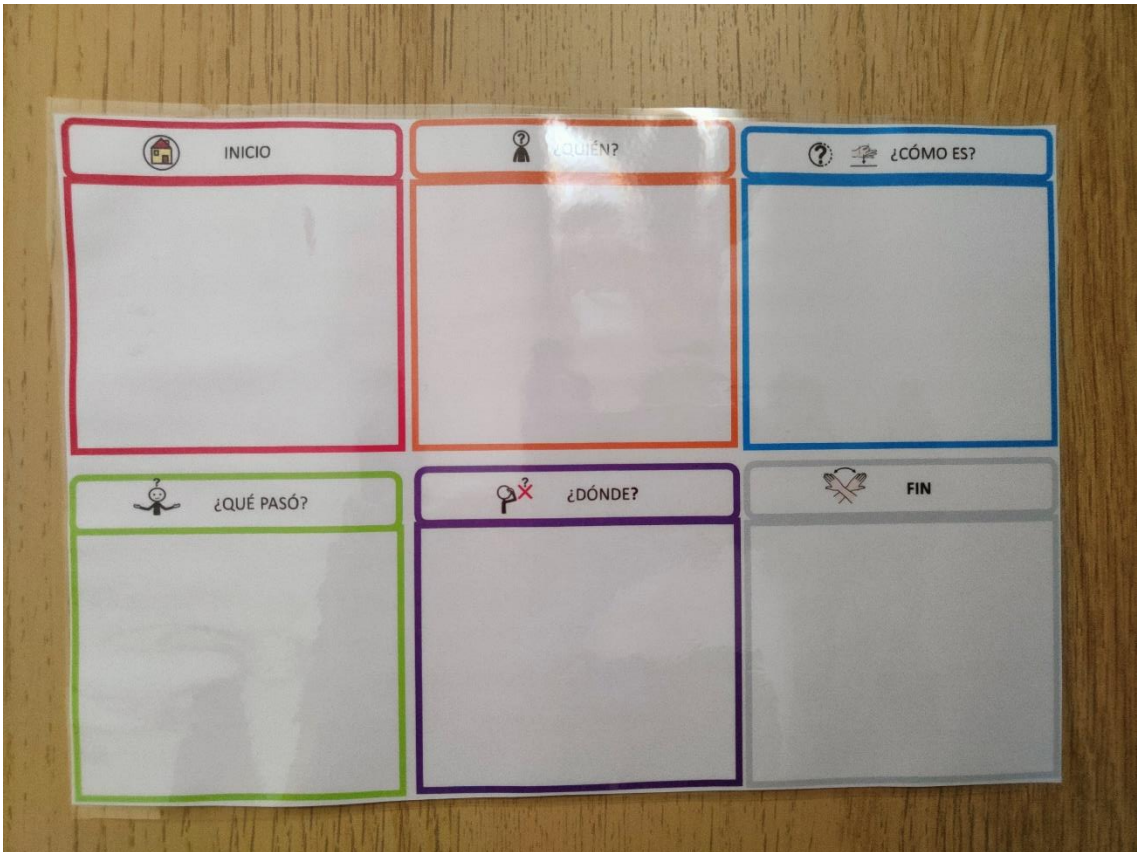 INICIO
¿QUIÉN?
¿CÓMO ES?
¿QUÉ PASÓ?
¿DÓNDE?
FIN